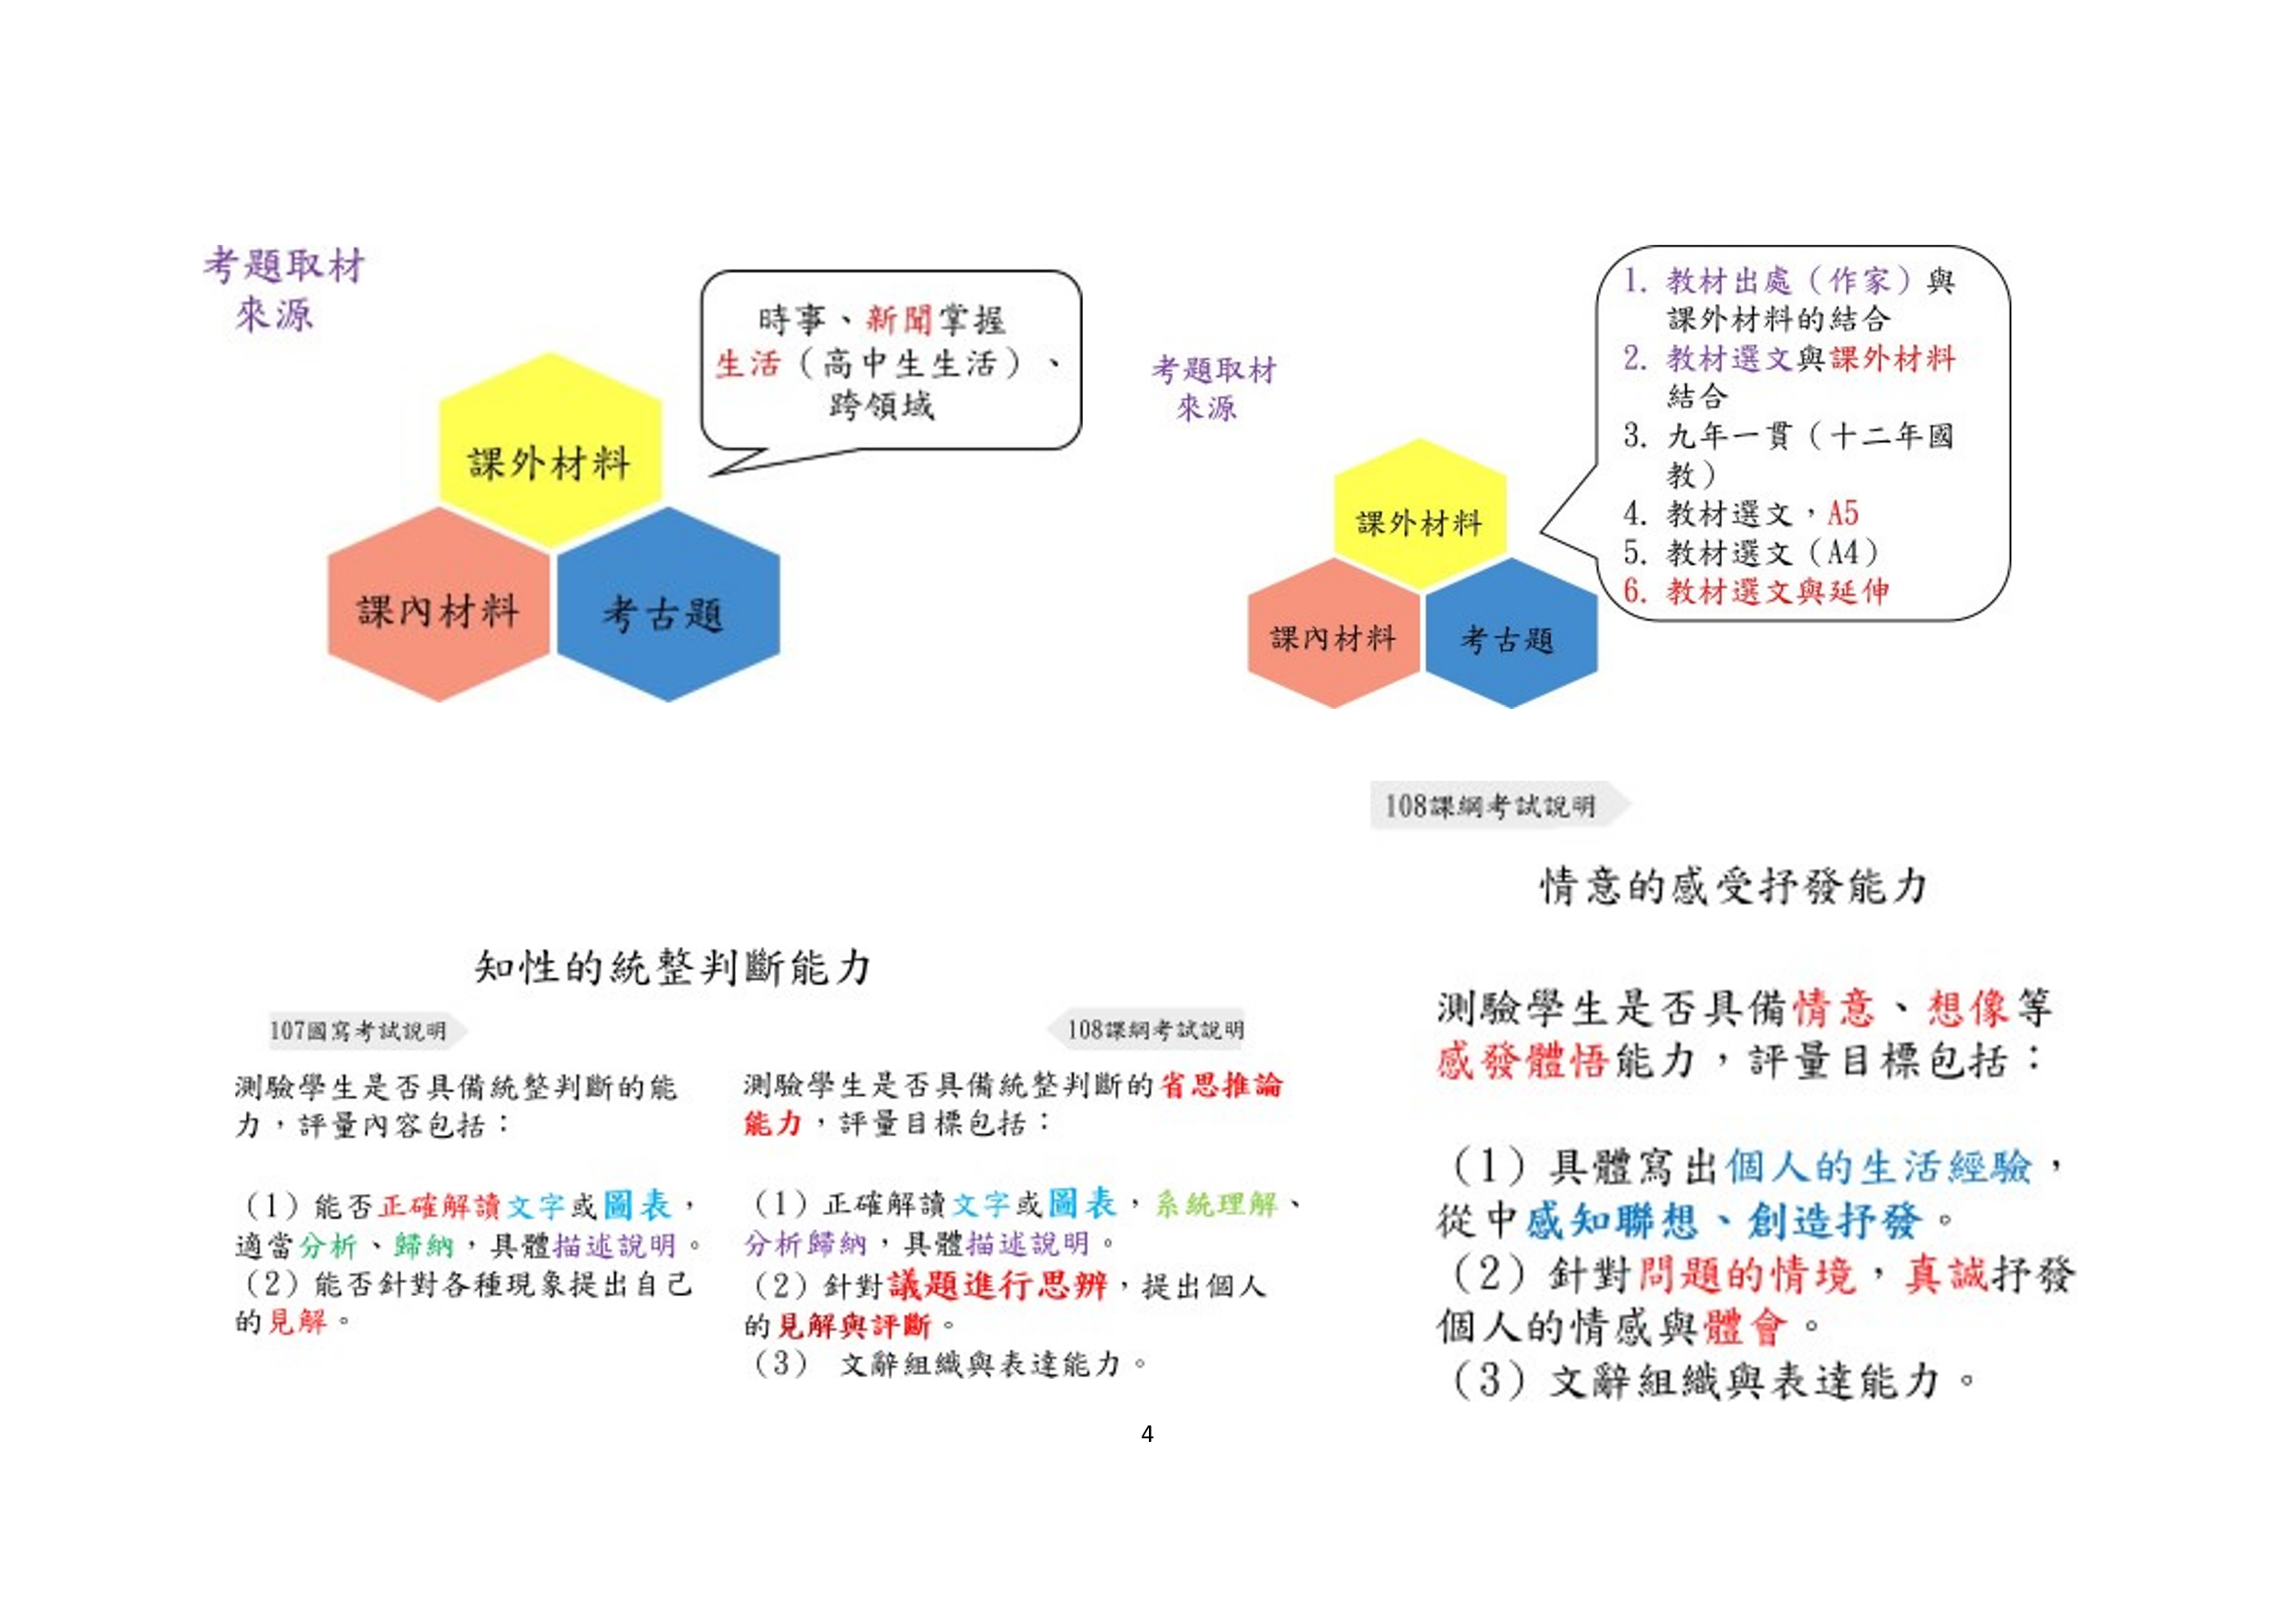 考題取材
來源
時事、新聞掌握
生活（高中生生活）、
跨領域
課外材料
課內材料
考古題
考題取材
來源
1. 教材出處（作家）與
課外材料的結合
2. 教材選文與課外材料
結合
3. 九年一貫（十二年國
教）
4. 教材選文，A5
5. 教材選文（A4）
6. 教材選文與延伸
課外材料
課內材料
考古題
知性的統整判斷能力
107國寫考試說明
測驗學生是否具備統整判斷的能
力，評量內容包括：
（1）能否正確解讀文字或圖表，
適當分析、歸納，具體描述說明。
（2）能否針對各種現象提出自己
的見解。
108課綱考試說明
測驗學生是否具備統整判斷的省思推論
能力，評量目標包括：
（1）正確解讀文字或圖表，系統理解、
分析歸納，具體描述說明。
（2）針對議題進行思辨，提出個人
的見解與評斷。
（3） 文辭組織與表達能力。
108課綱考試說明
情意的感受抒發能力
測驗學生是否具備情意、想像等
感發體悟能力，評量目標包括：
（1）具體寫出個人的生活經驗，
從中感知聯想、創造抒發。
（2）針對問題的情境，真誠抒發
個人的情感與體會。
（3）文辭組織與表達能力。
4